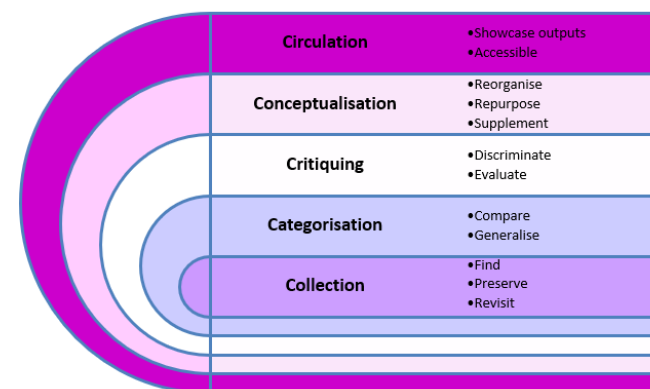 Circulation
•Showcase outputs
•Accessible
Conceptualisation
•Reorganise
•Repurpose
•Supplement
Critiquing
•Discriminate
•Evaluate
Categorisation
•Compare
•Generalise
Collection
•Find
•Preserve
•Revisit